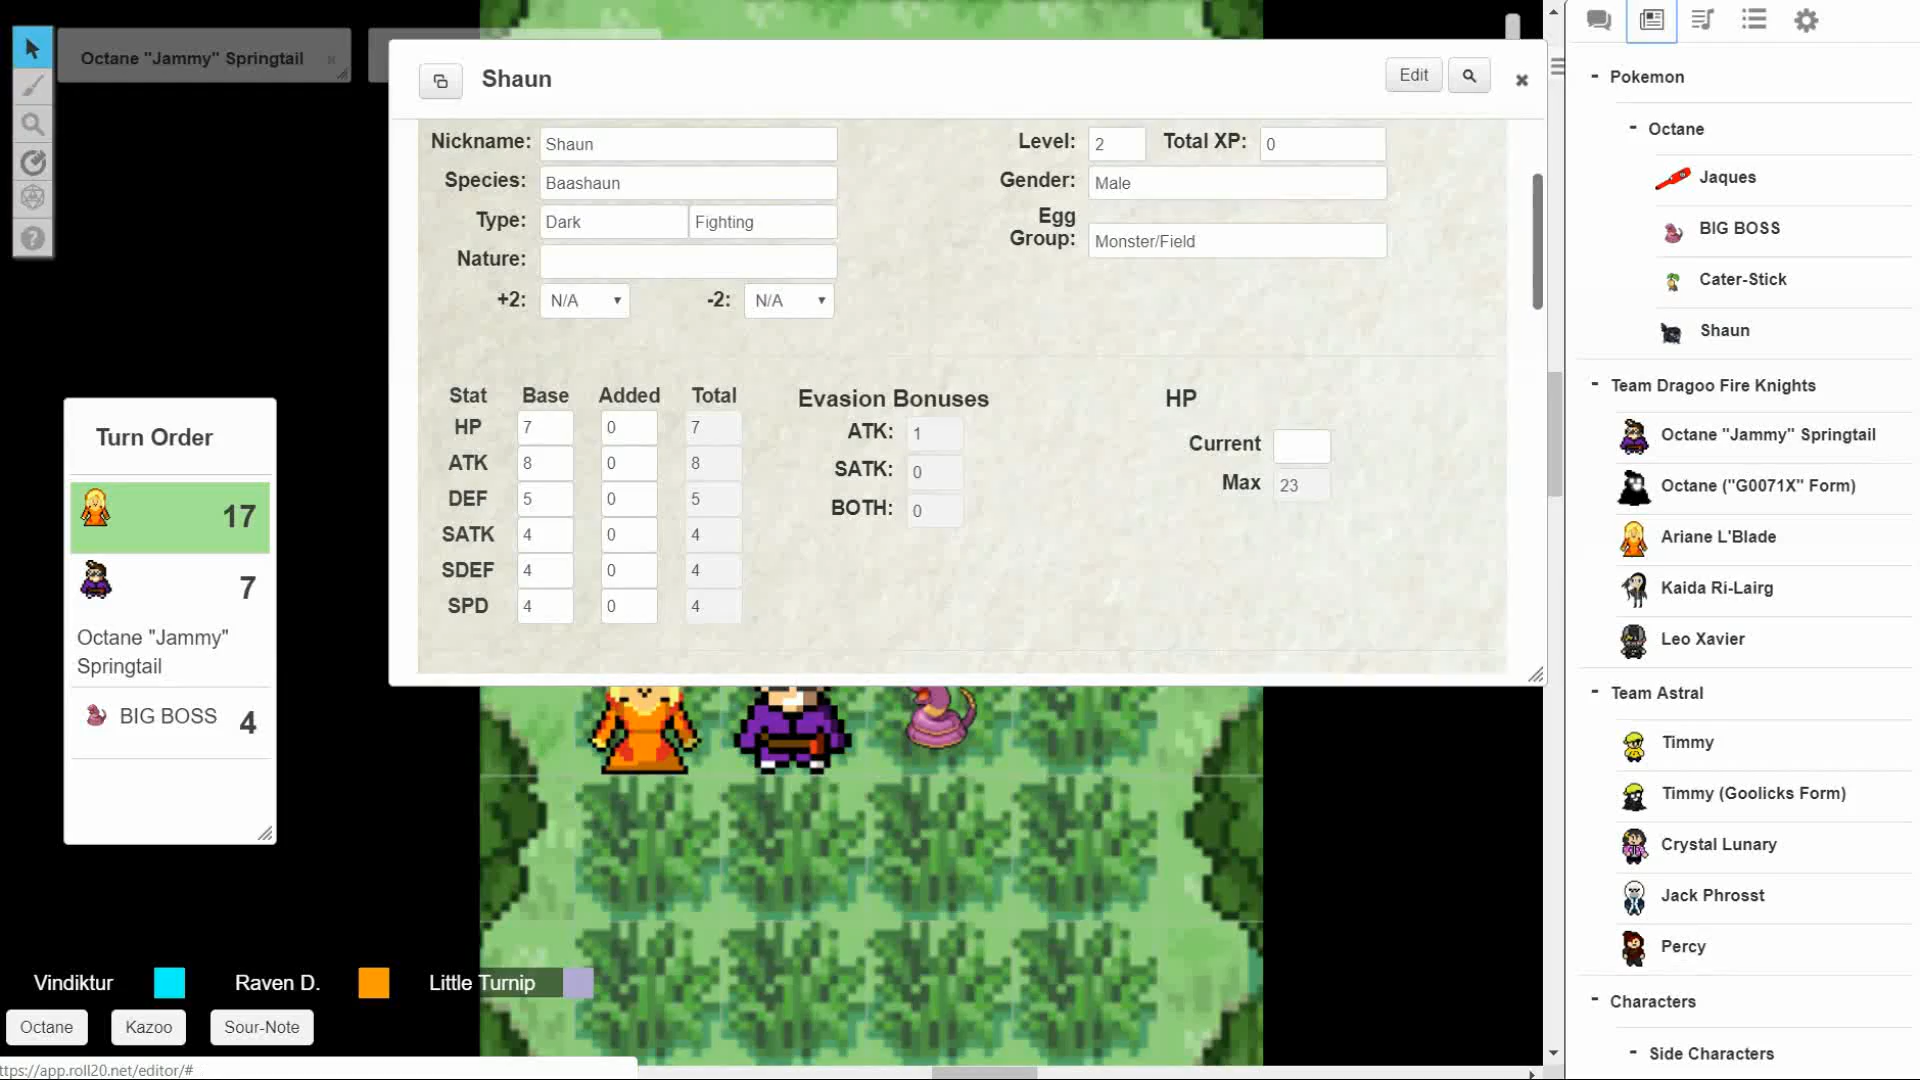 Octane "Jammy" Springtail ×
Shaun
Edit
×
Nickname: Shaun
Level: 2 Total XP: 0
Species: Baashaun
Gender: Male
Type: Dark Fighting
Egg Group: Monster/Field
Nature:
+2: N/A -2: N/A
Stat Base Added Total
HP 7 0 7
ATK 8 0 8
DEF 5 0 5
SATK 4 0 4
SDEF 4 0 4
SPD 4 0 4
Evasion Bonuses
ATK: 1
SATK: 0
BOTH: 0
HP
Current
Max 23
Turn Order
17
7
Octane "Jammy"
Springtail
BIG BOSS 4
Vindiktur
Raven D.
Little Turnip
Octane
Kazoo
Sour-Note
ttps://app.roll20.net/editor/#
- Pokemon
- Octane
Jaques
BIG BOSS
Cater-Stick
Shaun
- Team Dragoo Fire Knights
Octane "Jammy" Springtail
Octane ("G0071X" Form)
Ariane L'Blade
Kaida Ri-Lairg
Leo Xavier
- Team Astral
Timmy
Timmy (Goolicks Form)
Crystal Lunary
Jack Phrosst
Percy
- Characters
- Side Characters